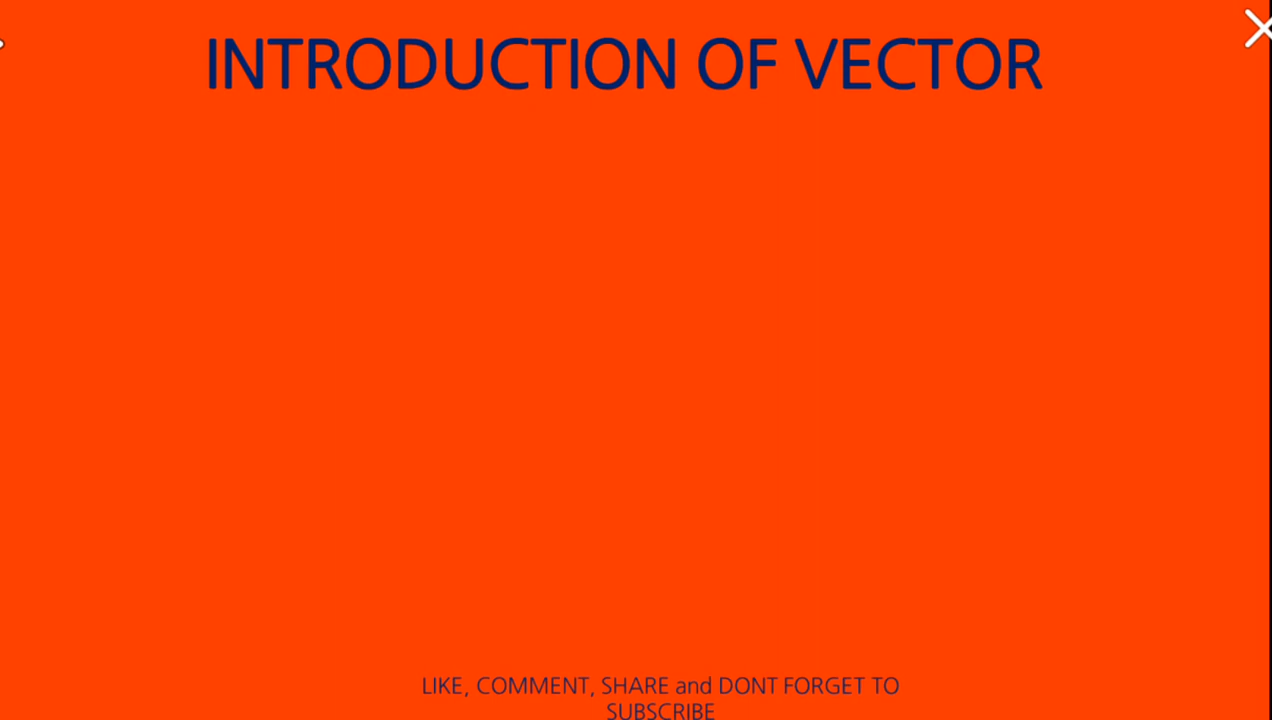 INTRODUCTION OF VECTOR
LIKE, COMMENT, SHARE and DONT FORGET TO
SUBSCRIBE